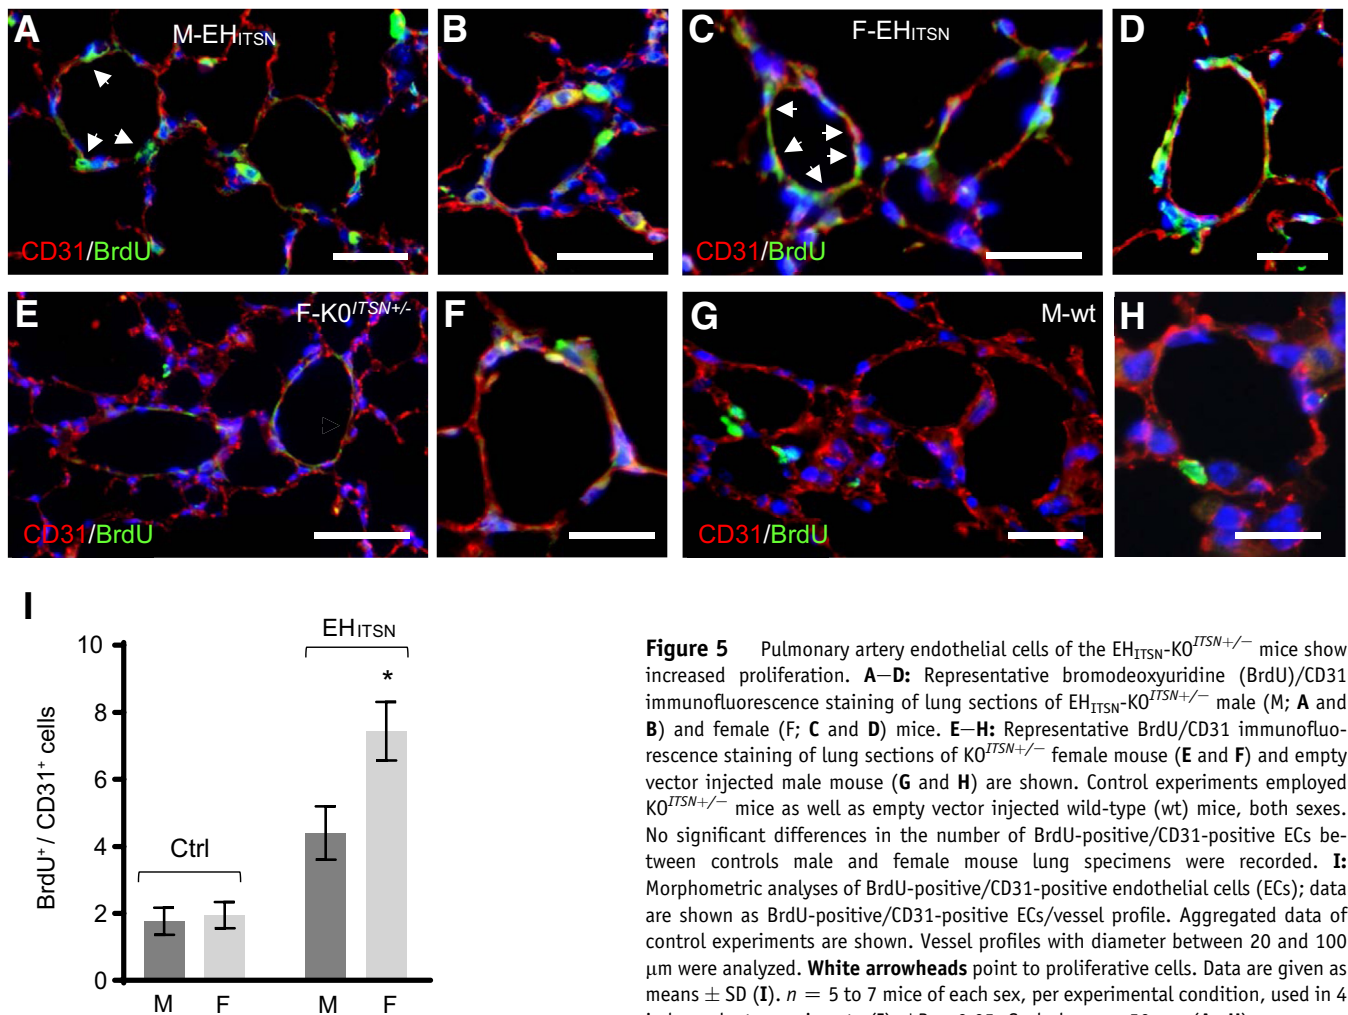 A
M-EHITSN
CD31/BrdU
B
C
F-EHITSN
CD31/BrdU
D
E
F-K0ITSN+/-
CD31/BrdU
F
G
M-wt
CD31/BrdU
H
I
BrdU+ / CD31+ cells
10
8
6
4
2
0
Ctrl
EHITSN
*
M
F
M
F
Figure 5 Pulmonary artery endothelial cells of the EHITSN-K0ITSN+/− mice show
increased proliferation. A–D: Representative bromodeoxyuridine (BrdU)/CD31
immunofluorescence staining of lung sections of EHITSN-K0ITSN+/− male (M; A and
B) and female (F; C and D) mice. E–H: Representative BrdU/CD31 immunofluo-
rescence staining of lung sections of K0ITSN+/− female mouse (E and F) and empty
vector injected male mouse (G and H) are shown. Control experiments employed
K0ITSN+/− mice as well as empty vector injected wild-type (wt) mice, both sexes.
No significant differences in the number of BrdU-positive/CD31-positive ECs be-
tween controls male and female mouse lung specimens were recorded. I:
Morphometric analyses of BrdU-positive/CD31-positive endothelial cells (ECs); data
are shown as BrdU-positive/CD31-positive ECs/vessel profile. Aggregated data of
control experiments are shown. Vessel profiles with diameter between 20 and 100
μm were analyzed. White arrowheads point to proliferative cells. Data are given as
means ± SD (I). n = 5 to 7 mice of each sex, per experimental condition, used in 4